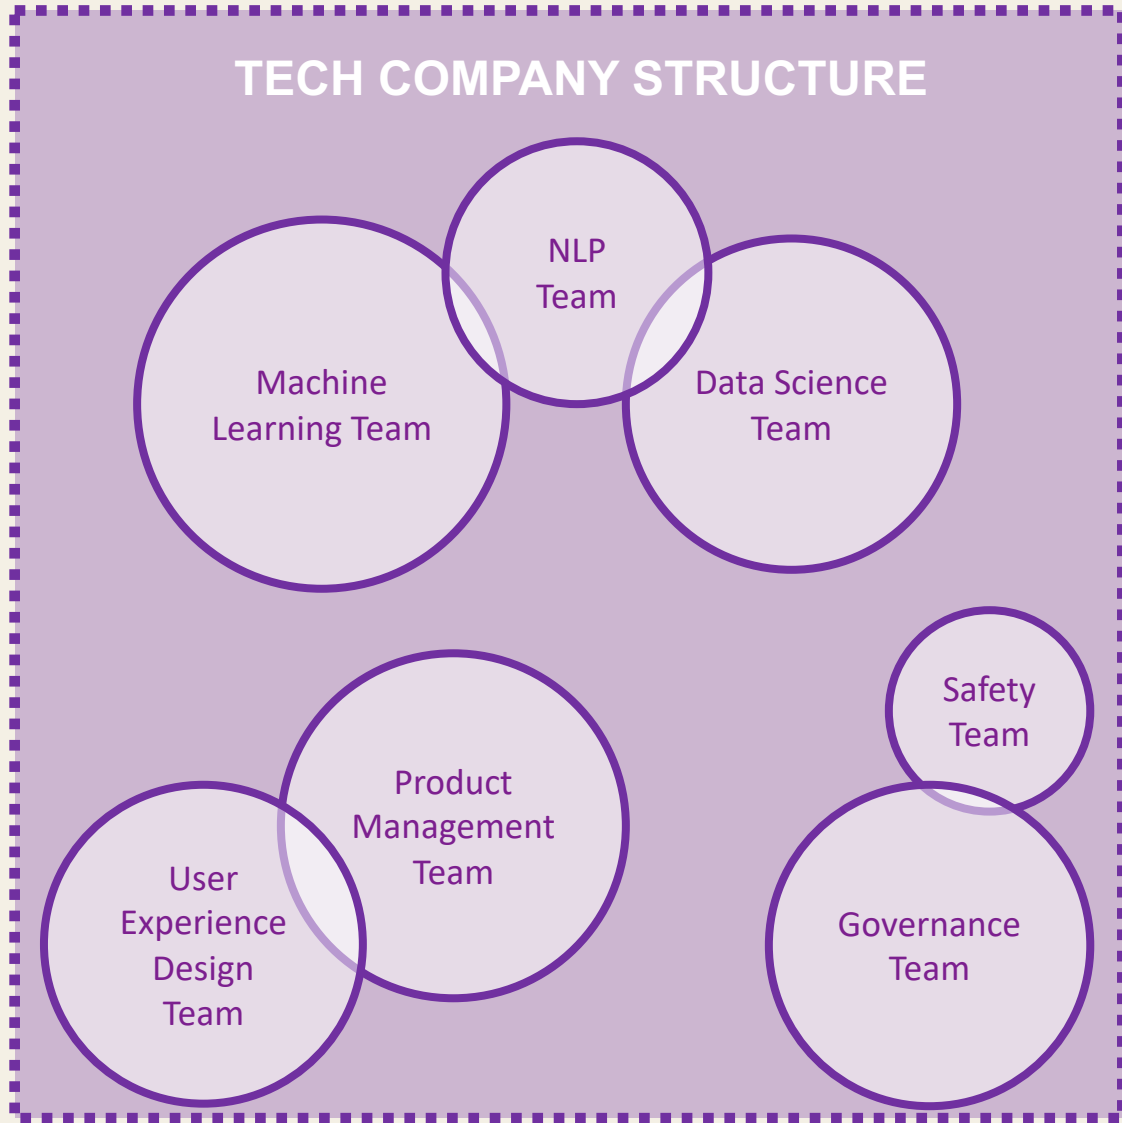 TECH COMPANY STRUCTURE
NLP
Team
Machine
Learning Team
Data Science
Team
Safety
Team
Product
Management
Team
User
Experience
Design
Team
Governance
Team